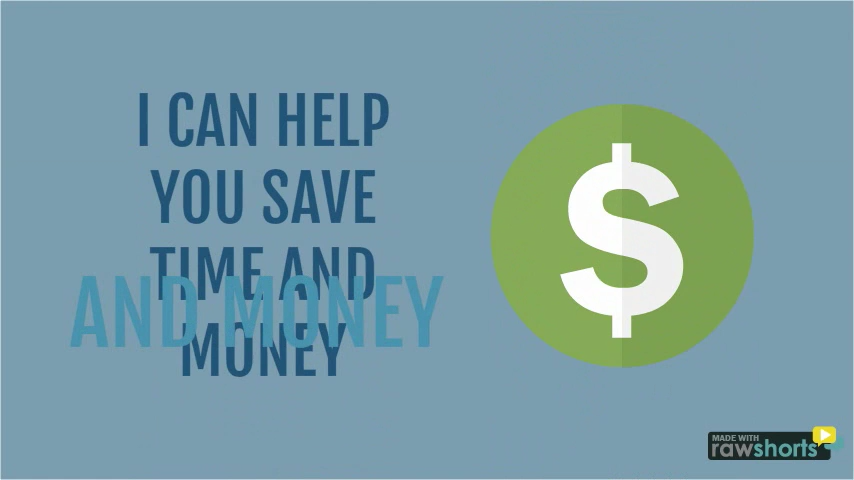 I CAN HELP
YOU SAVE
TIME AND
AND MONEY
MONEY
$
MADE WITH
rawshorts